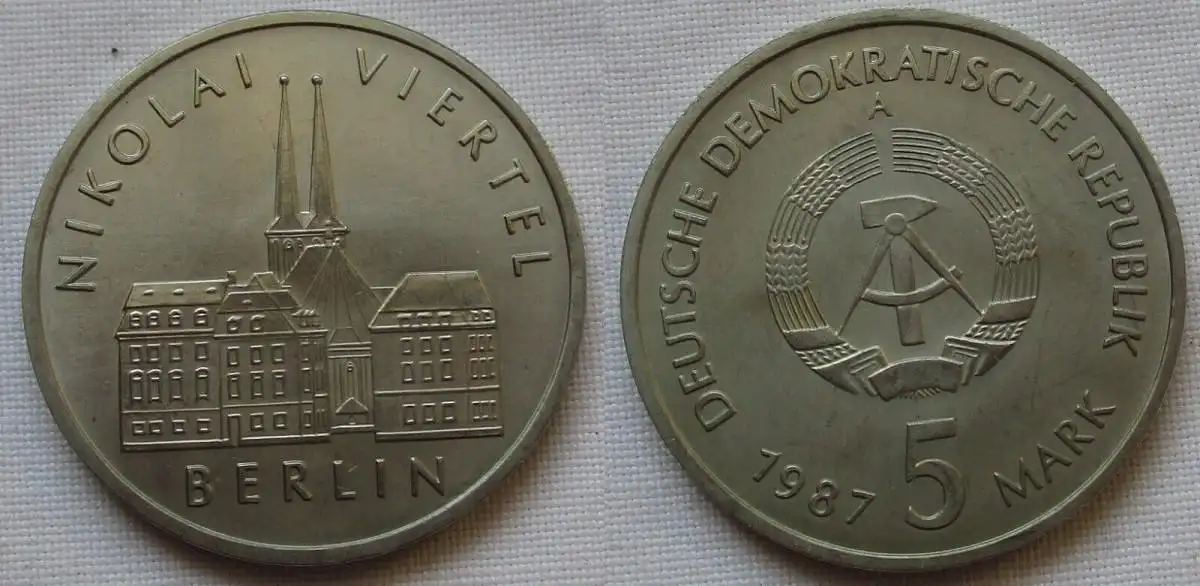 NIKOLAI VIERTEL
BERLIN
DEUTSCHE DEMOKRATISCHE REPUBLIK
A
1987 5 MARK